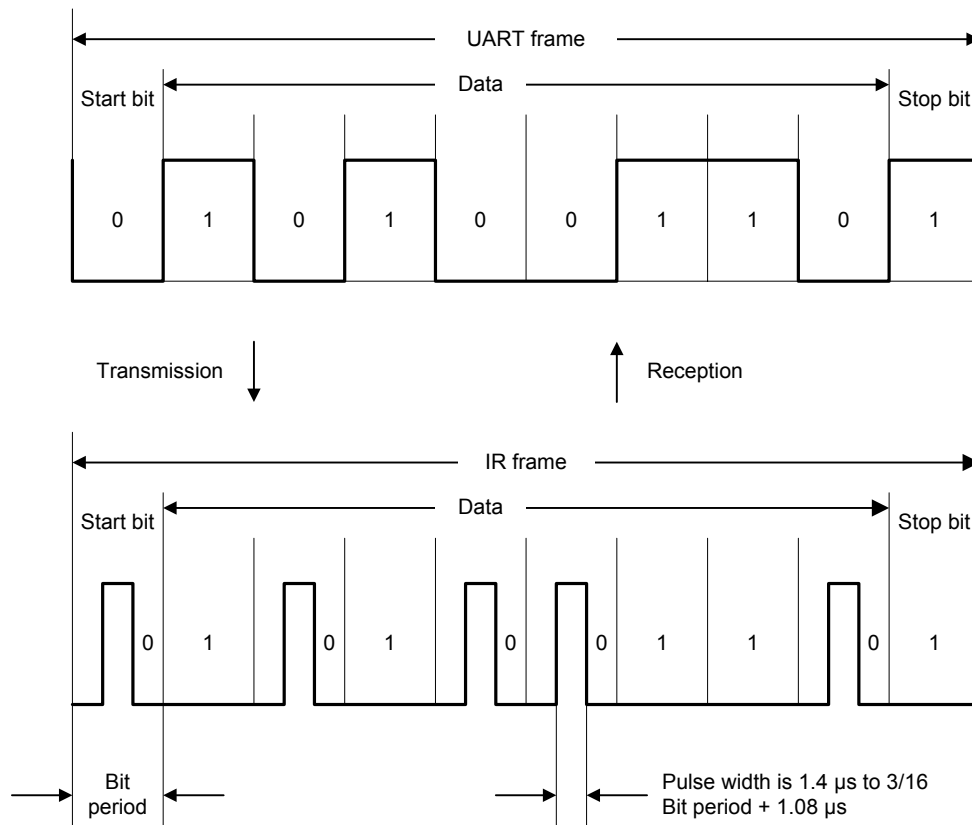 UART frame
Data
Start bit
Stop bit
0 1 0 1 0 0 1 1 0 1
Transmission
Reception
IR frame
Data
Start bit
Stop bit
0 1 0 1 0 0 1 1 0 1
Bit
period
Pulse width is 1.4 µs to 3/16
Bit period + 1.08 µs